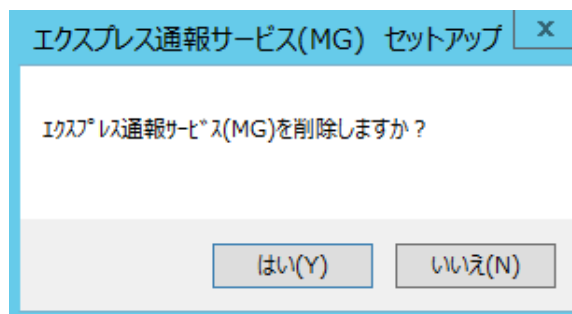 エクスプレス通報サービス(MG) セットアップ
x
ｴｸｽﾌﾟﾚｽ通報ｻｰﾋﾞｽ(MG)を削除しますか？
はい(Y)
いいえ(N)